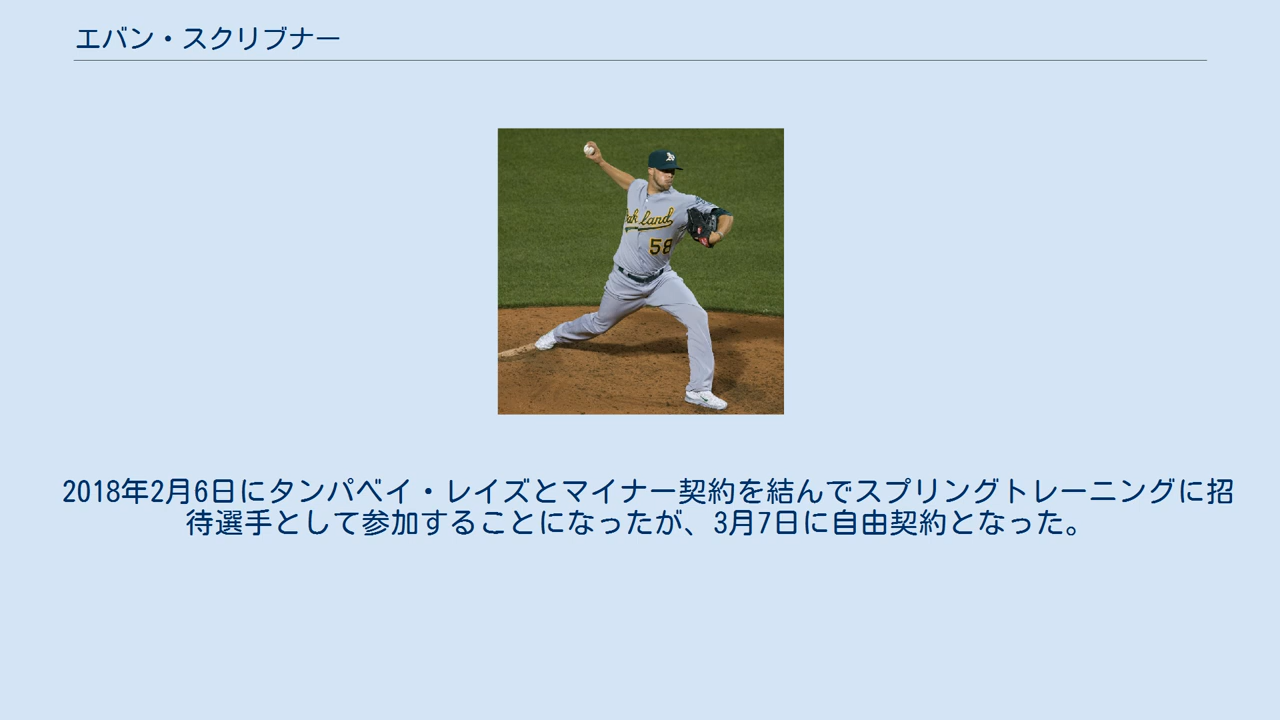 エバン・スクリブナー
Oakland
58
2018年2月6日にタンパベイ・レイズとマイナー契約を結んでスプリングトレーニングに招
待選手として参加することになったが、3月7日に自由契約となった。